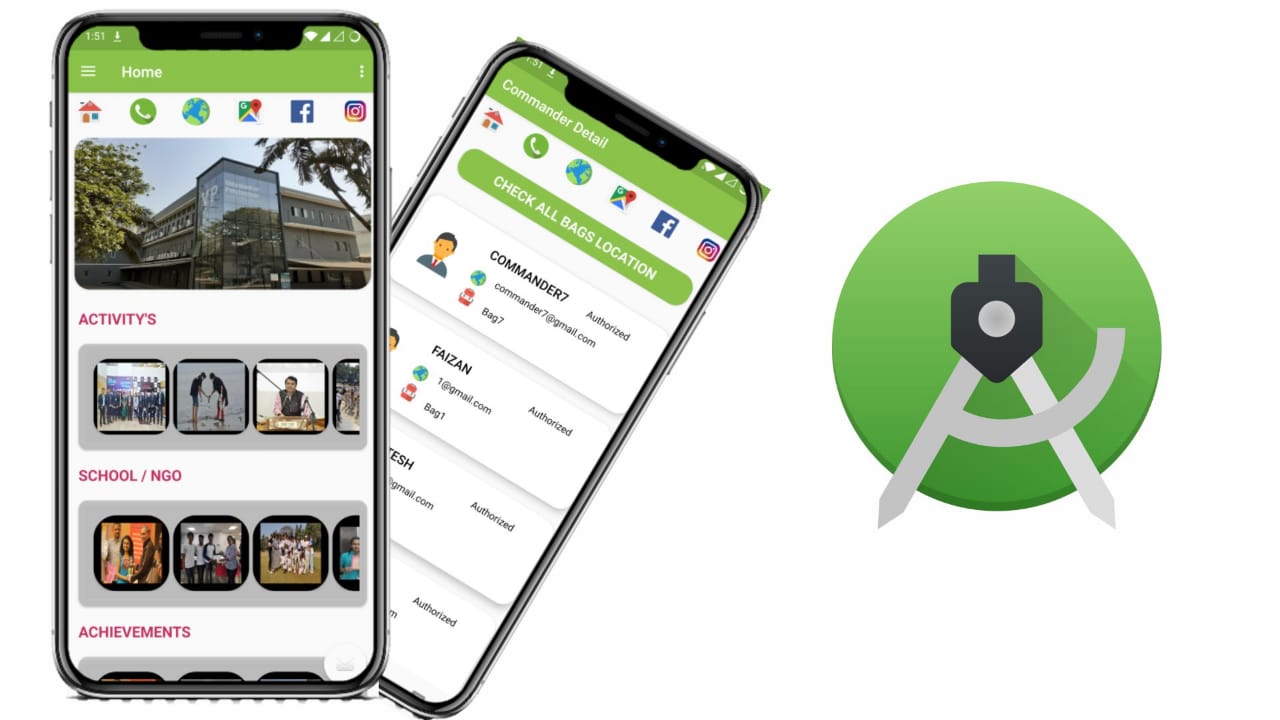 1:51
Home
VP
ACTIVITY'S
SCHOOL / NGO
ACHIEVEMENTS
1:51
Commander Detail
CHECK ALL BAGS LOCATION
COMMANDER7
commander7@gmail.com
Authorized
Bag7
FAIZAN
1@gmail.com
Authorized
Bag1
TESH
@gmail.com
Authorized
Authorized